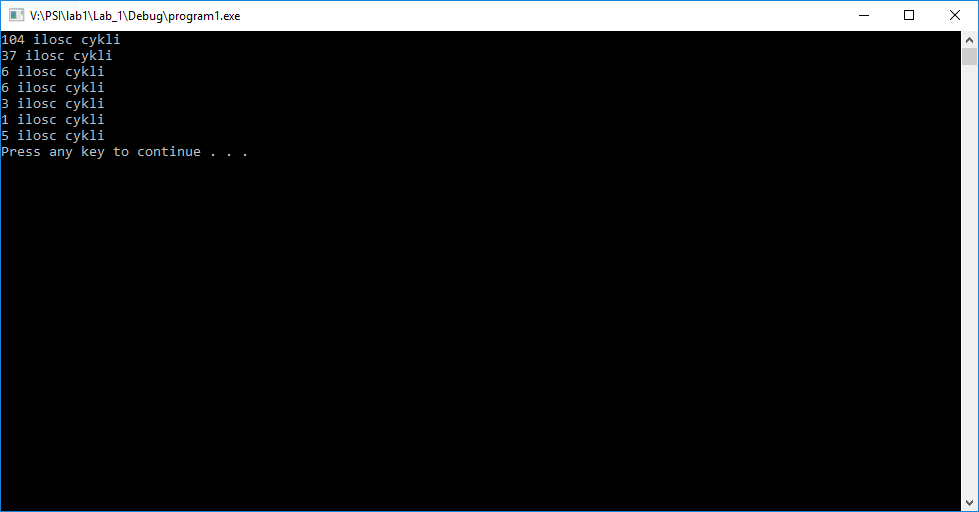 V:\PSI\lab1\Lab_1\Debug\program1.exe
104 ilosc cykli
37 ilosc cykli
6 ilosc cykli
6 ilosc cykli
3 ilosc cykli
1 ilosc cykli
5 ilosc cykli
Press any key to continue . . .